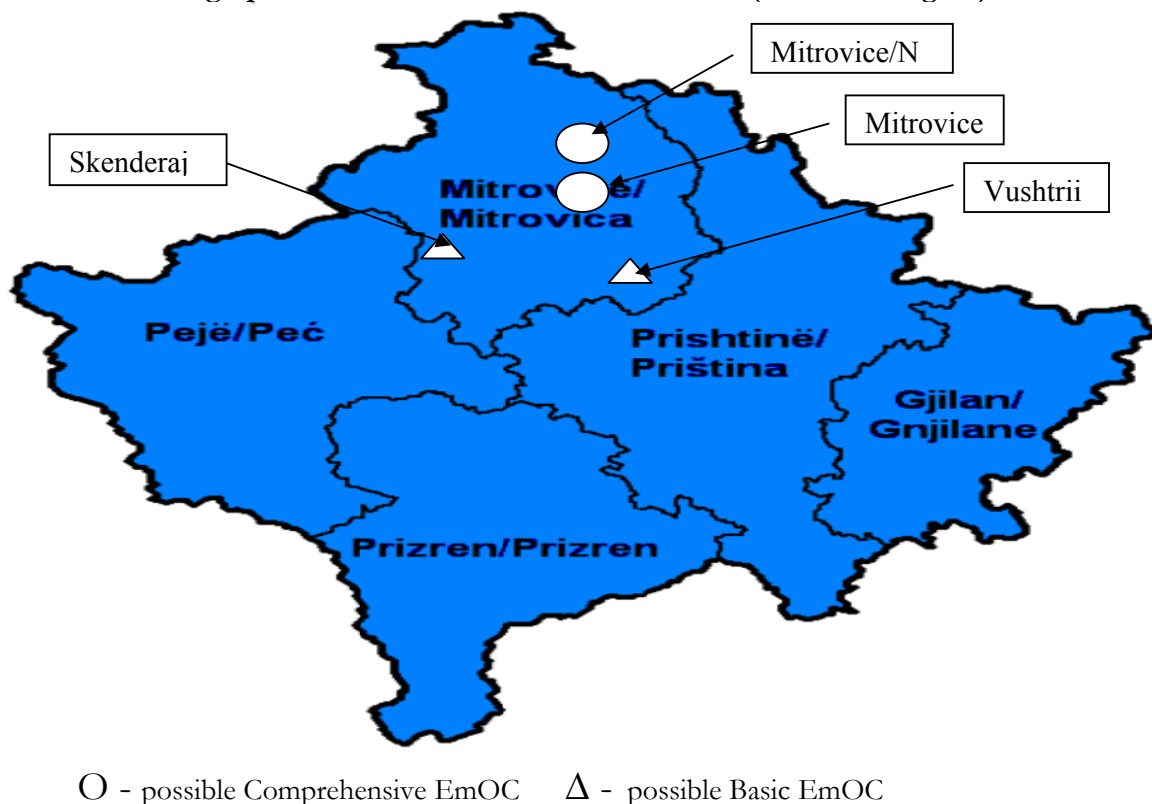 Mitrovice/N
Mitrovice
Skenderaj
Vushtrii
Mitrovicë/
Mitrovica
Pejë/Peć
Prishtinë/
Priština
Gjilan/
Gnjilane
Prizren/Prizren
O - possible Comprehensive EmOC Δ - possible Basic EmOC